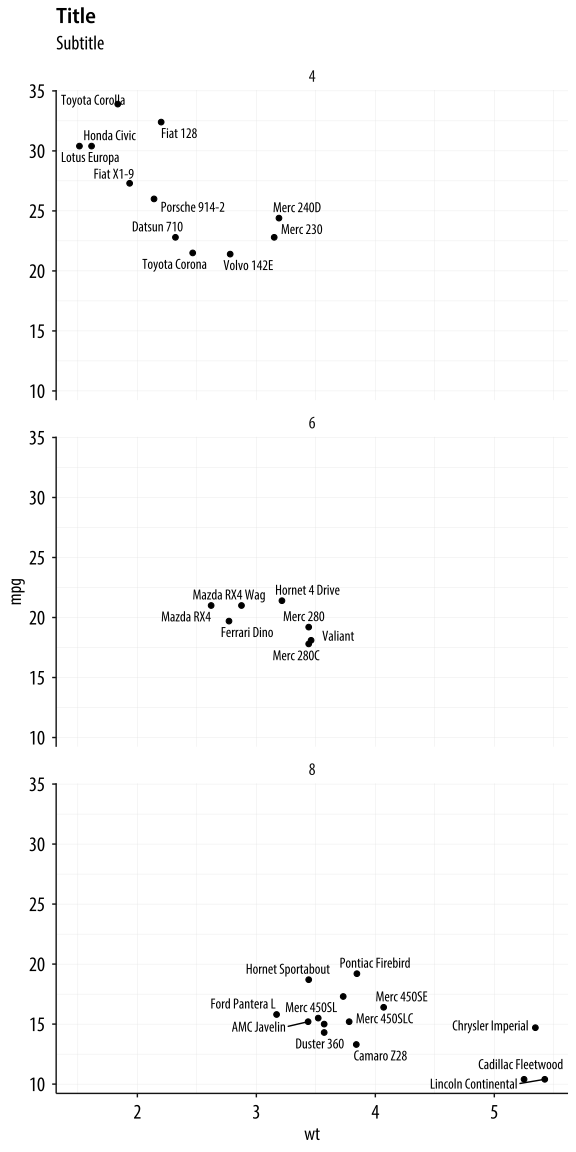 Title
Subtitle
4
35
Toyota Corolla
Honda Civic
Fiat 128
30
Lotus Europa
Fiat X1-9
Porsche 914-2
Merc 240D
25
Datsun 710
Merc 230
Toyota Corona
Volvo 142E
20
15
10
6
35
30
25
mpg
Mazda RX4 Wag
Hornet 4 Drive
20
Mazda RX4
Merc 280
Ferrari Dino
Valiant
Merc 280C
15
10
8
35
30
25
20
Hornet Sportabout
Pontiac Firebird
Ford Pantera L
Merc 450SL
Merc 450SE
15
AMC Javelin
Merc 450SLC
Chrysler Imperial
Duster 360
Camaro Z28
Cadillac Fleetwood
10
Lincoln Continental
2 3 4 5
wt